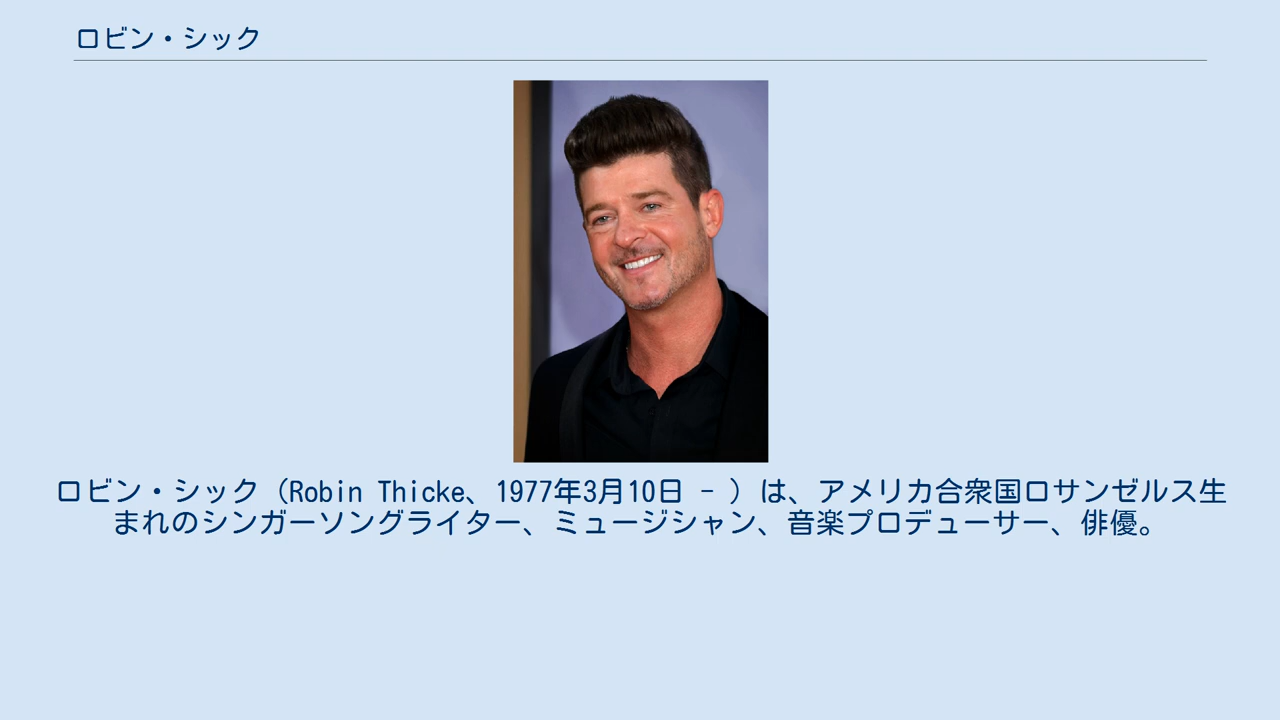 ロビン・シック
ロビン・シック（Robin Thicke、1977年3月10日 - ）は、アメリカ合衆国ロサンゼルス生
まれのシンガーソングライター、ミュージシャン、音楽プロデューサー、俳優。